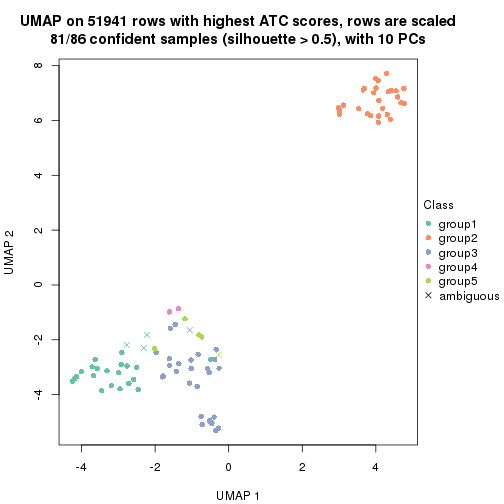 UMAP on 51941 rows with highest ATC scores, rows are scaled
81/86 confident samples (silhouette > 0.5), with 10 PCs
8
6
4
2
0
-2
-4
UMAP 2
-4
-2
0
2
4
UMAP 1
Class
group1
group2
group3
group4
group5
ambiguous